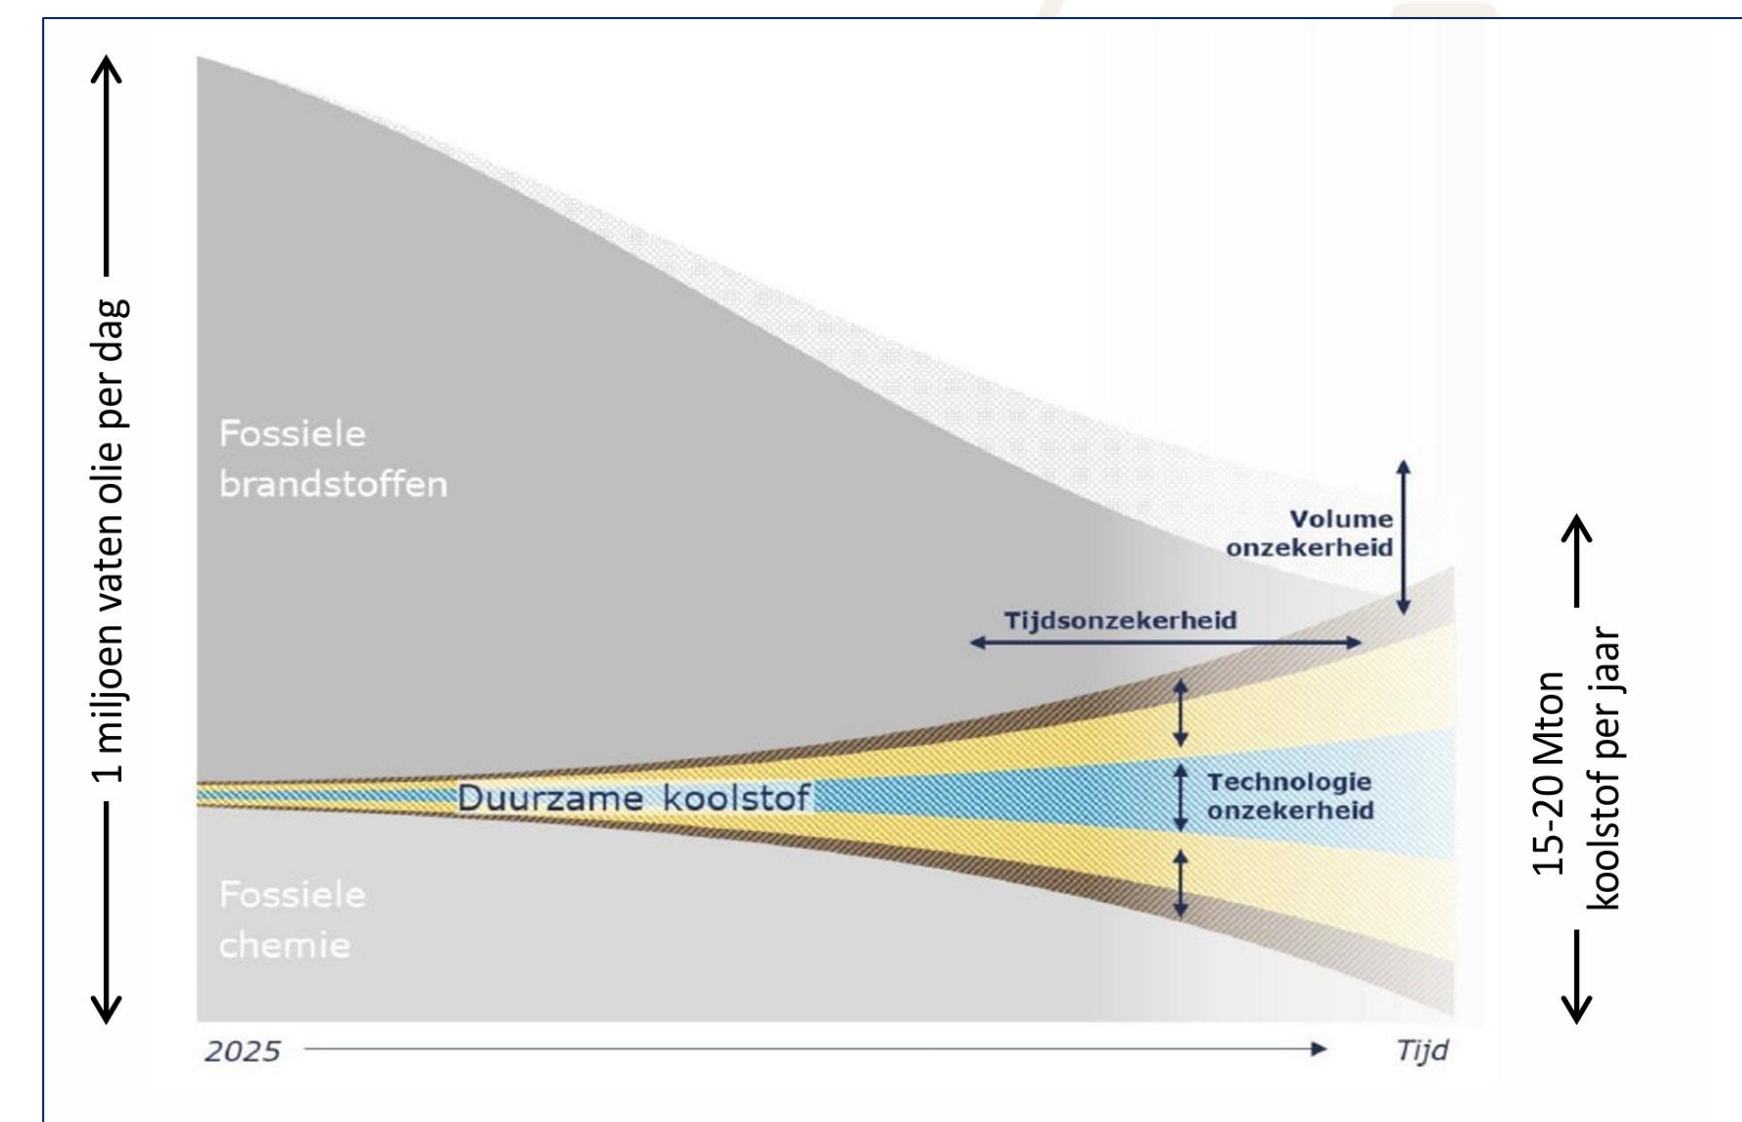 1 miljoen vaten olie per dag
Fossiele
brandstoffen
Volume
onzekerheid
Tijdsonzekerheid
Duurzame koolstof
Technologie
onzekerheid
Fossiele
chemie
15-20 Mton
koolstof per jaar
2025
Tijd